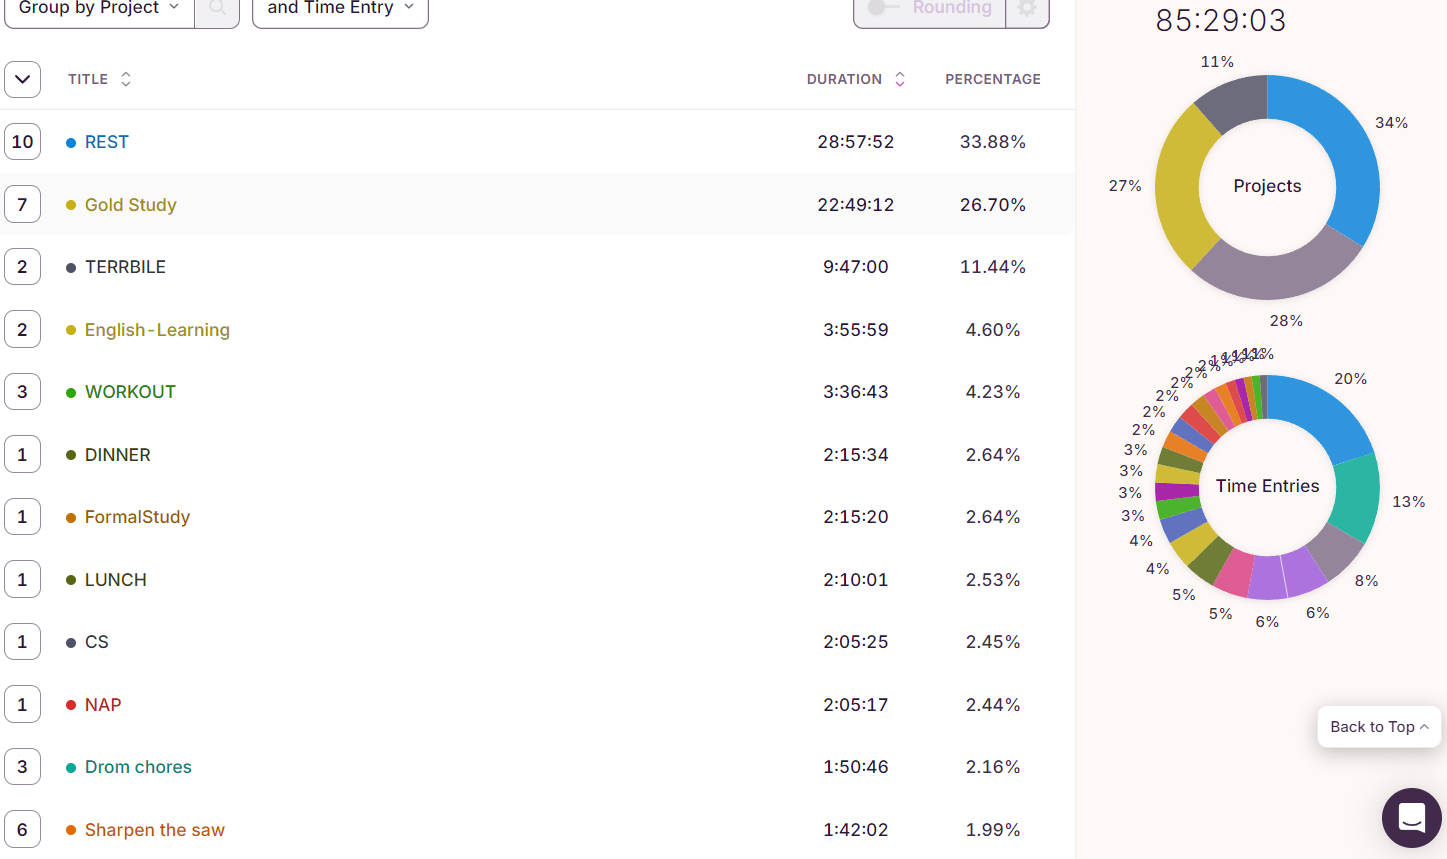 Group by Project
and Time Entry
Rounding
85:29:03
TITLE DURATION PERCENTAGE
10 REST 28:57:52 33.88%
7 Gold Study 22:49:12 26.70%
2 TERRBILE 9:47:00 11.44%
2 English-Learning 3:55:59 4.60%
3 WORKOUT 3:36:43 4.23%
1 DINNER 2:15:34 2.64%
1 FormalStudy 2:15:20 2.64%
1 LUNCH 2:10:01 2.53%
1 CS 2:05:25 2.45%
1 NAP 2:05:17 2.44%
3 Drom chores 1:50:46 2.16%
6 Sharpen the saw 1:42:02 1.99%
11%
34%
27%
Projects
28%
1%
2%
20%
2%
2%
2%
2%
2%
3%
3%
Time Entries
3%
13%
3%
4%
4%
8%
5%
5%
6%
6%
Back to Top